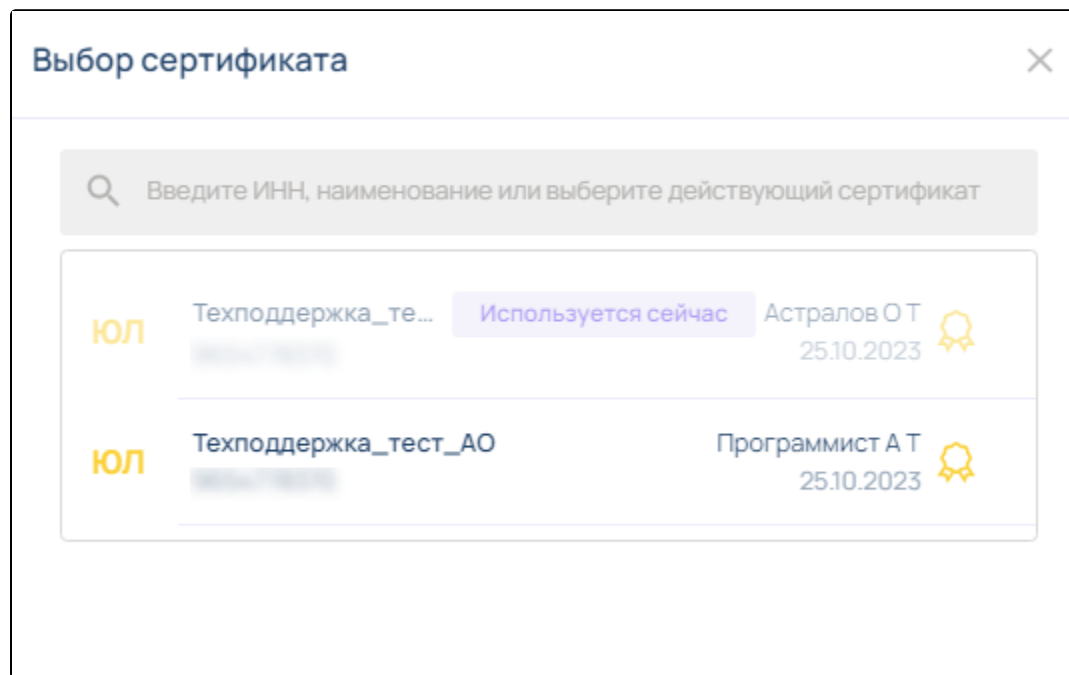 Выбор сертификата
Введите ИНН, наименование или выберите действующий сертификат
ЮЛ Техподдержка_те... Используется сейчас Астралов О Т
25.10.2023
ЮЛ Техподдержка_тест_АО Программист А Т
25.10.2023